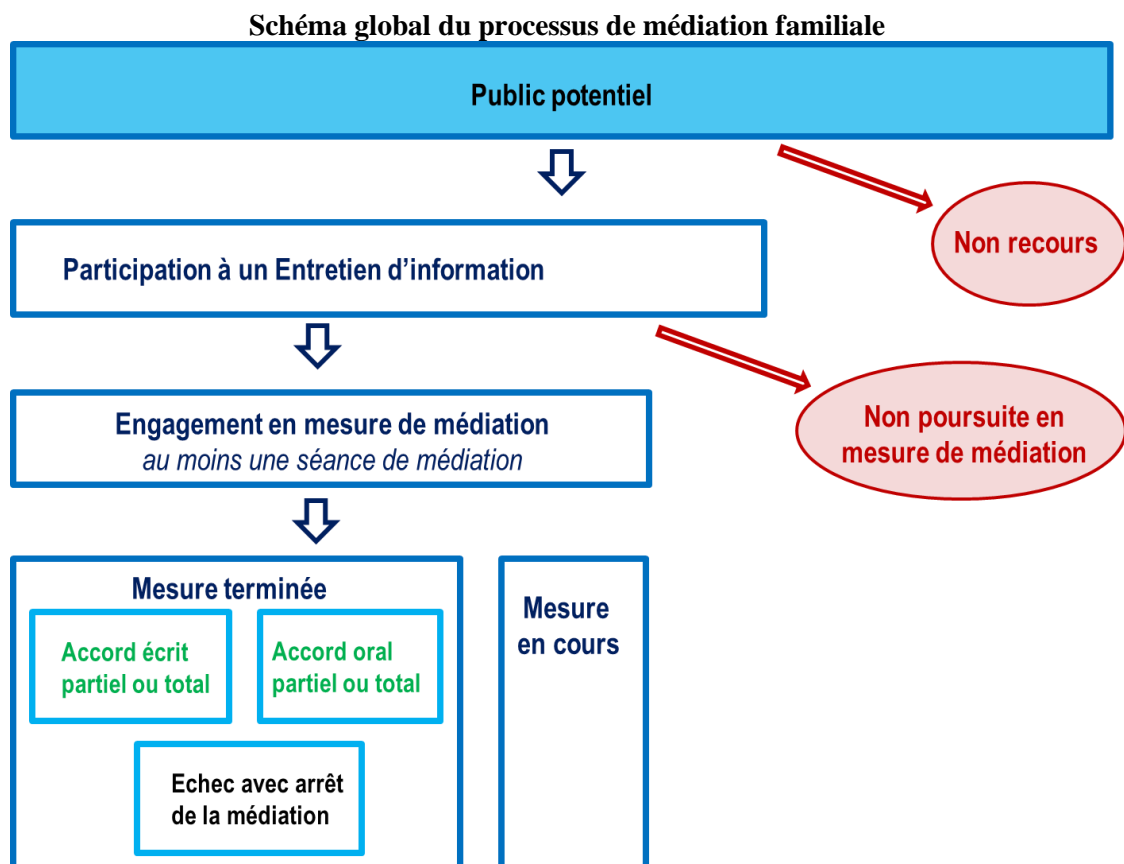 Schéma global du processus de médiation familiale
Public potentiel
Non recours
Participation à un Entretien d’information
Non poursuite en
mesure de médiation
Engagement en mesure de médiation
au moins une séance de médiation
Mesure terminée
Accord écrit
partiel ou total
Accord oral
partiel ou total
Echec avec arrêt
de la médiation
Mesure
en cours